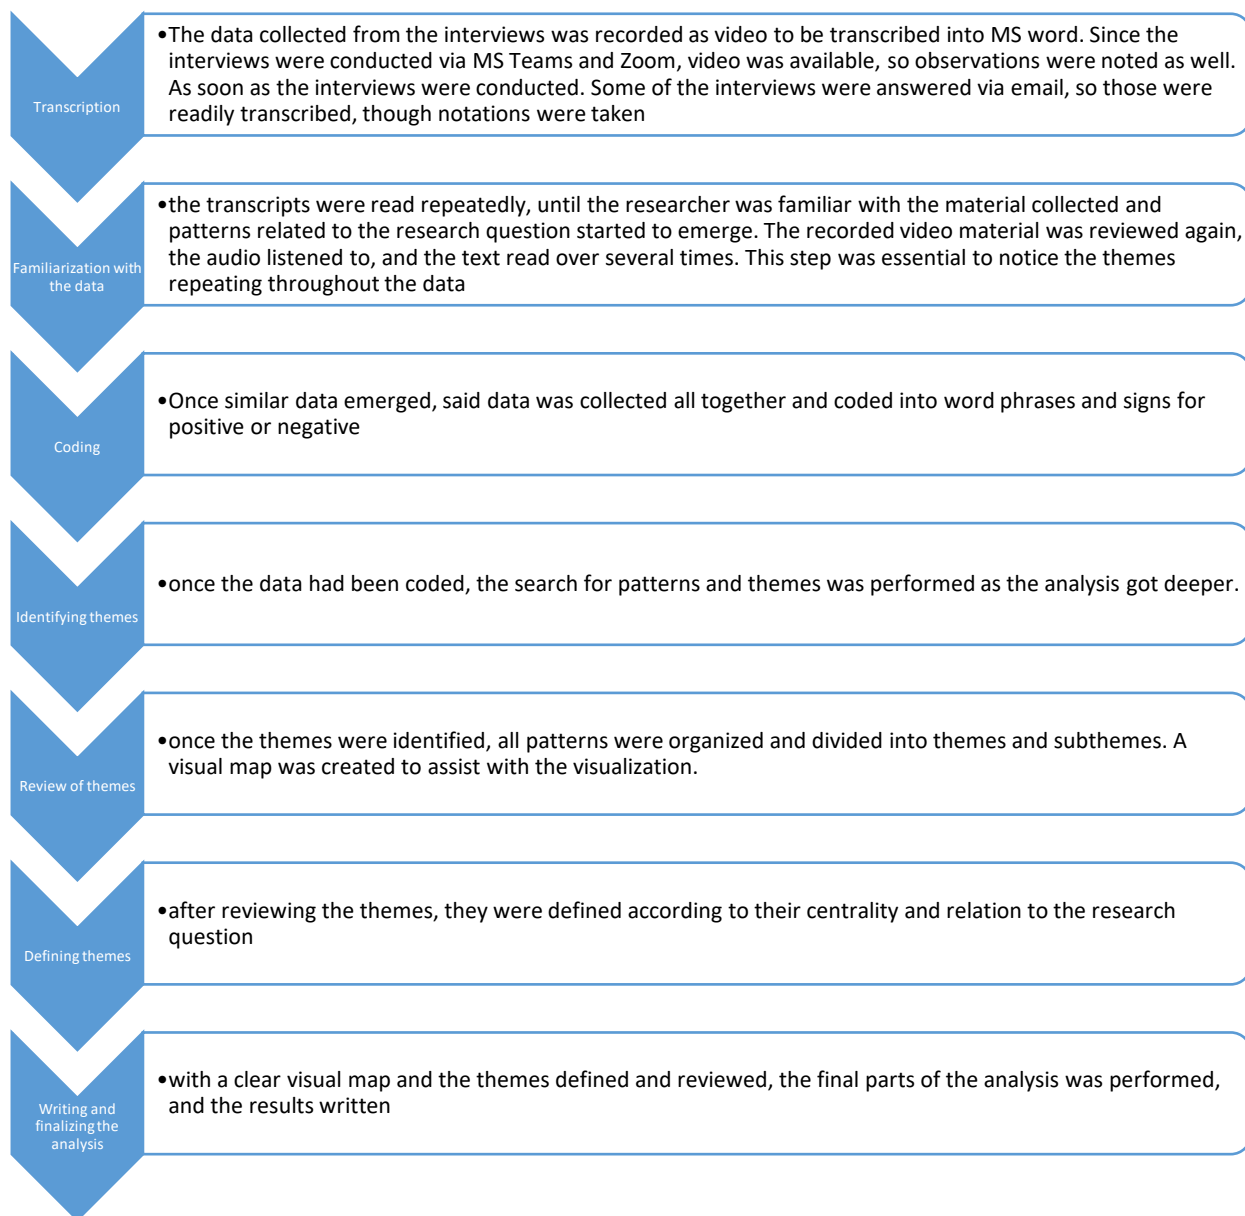 Transcription
•The data collected from the interviews was recorded as video to be transcribed into MS word. Since the
interviews were conducted via MS Teams and Zoom, video was available, so observations were noted as well.
As soon as the interviews were conducted. Some of the interviews were answered via email, so those were
readily transcribed, though notations were taken
Familiarization with
the data
•the transcripts were read repeatedly, until the researcher was familiar with the material collected and
patterns related to the research question started to emerge. The recorded video material was reviewed again,
the audio listened to, and the text read over several times. This step was essential to notice the themes
repeating throughout the data
Coding
•Once similar data emerged, said data was collected all together and coded into word phrases and signs for
positive or negative
Identifying themes
•once the data had been coded, the search for patterns and themes was performed as the analysis got deeper.
Review of themes
•once the themes were identified, all patterns were organized and divided into themes and subthemes. A
visual map was created to assist with the visualization.
Defining themes
•after reviewing the themes, they were defined according to their centrality and relation to the research
question
Writing and
finalizing the
analysis
•with a clear visual map and the themes defined and reviewed, the final parts of the analysis was performed,
and the results written